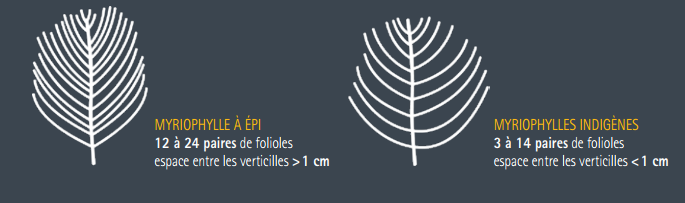 MYRIOPHYLLE À ÉPI
12 à 24 paires de folioles
espace entre les verticilles > 1 cm
MYRIOPHYLLES INDIGÈNES
3 à 14 paires de folioles
espace entre les verticilles < 1 cm